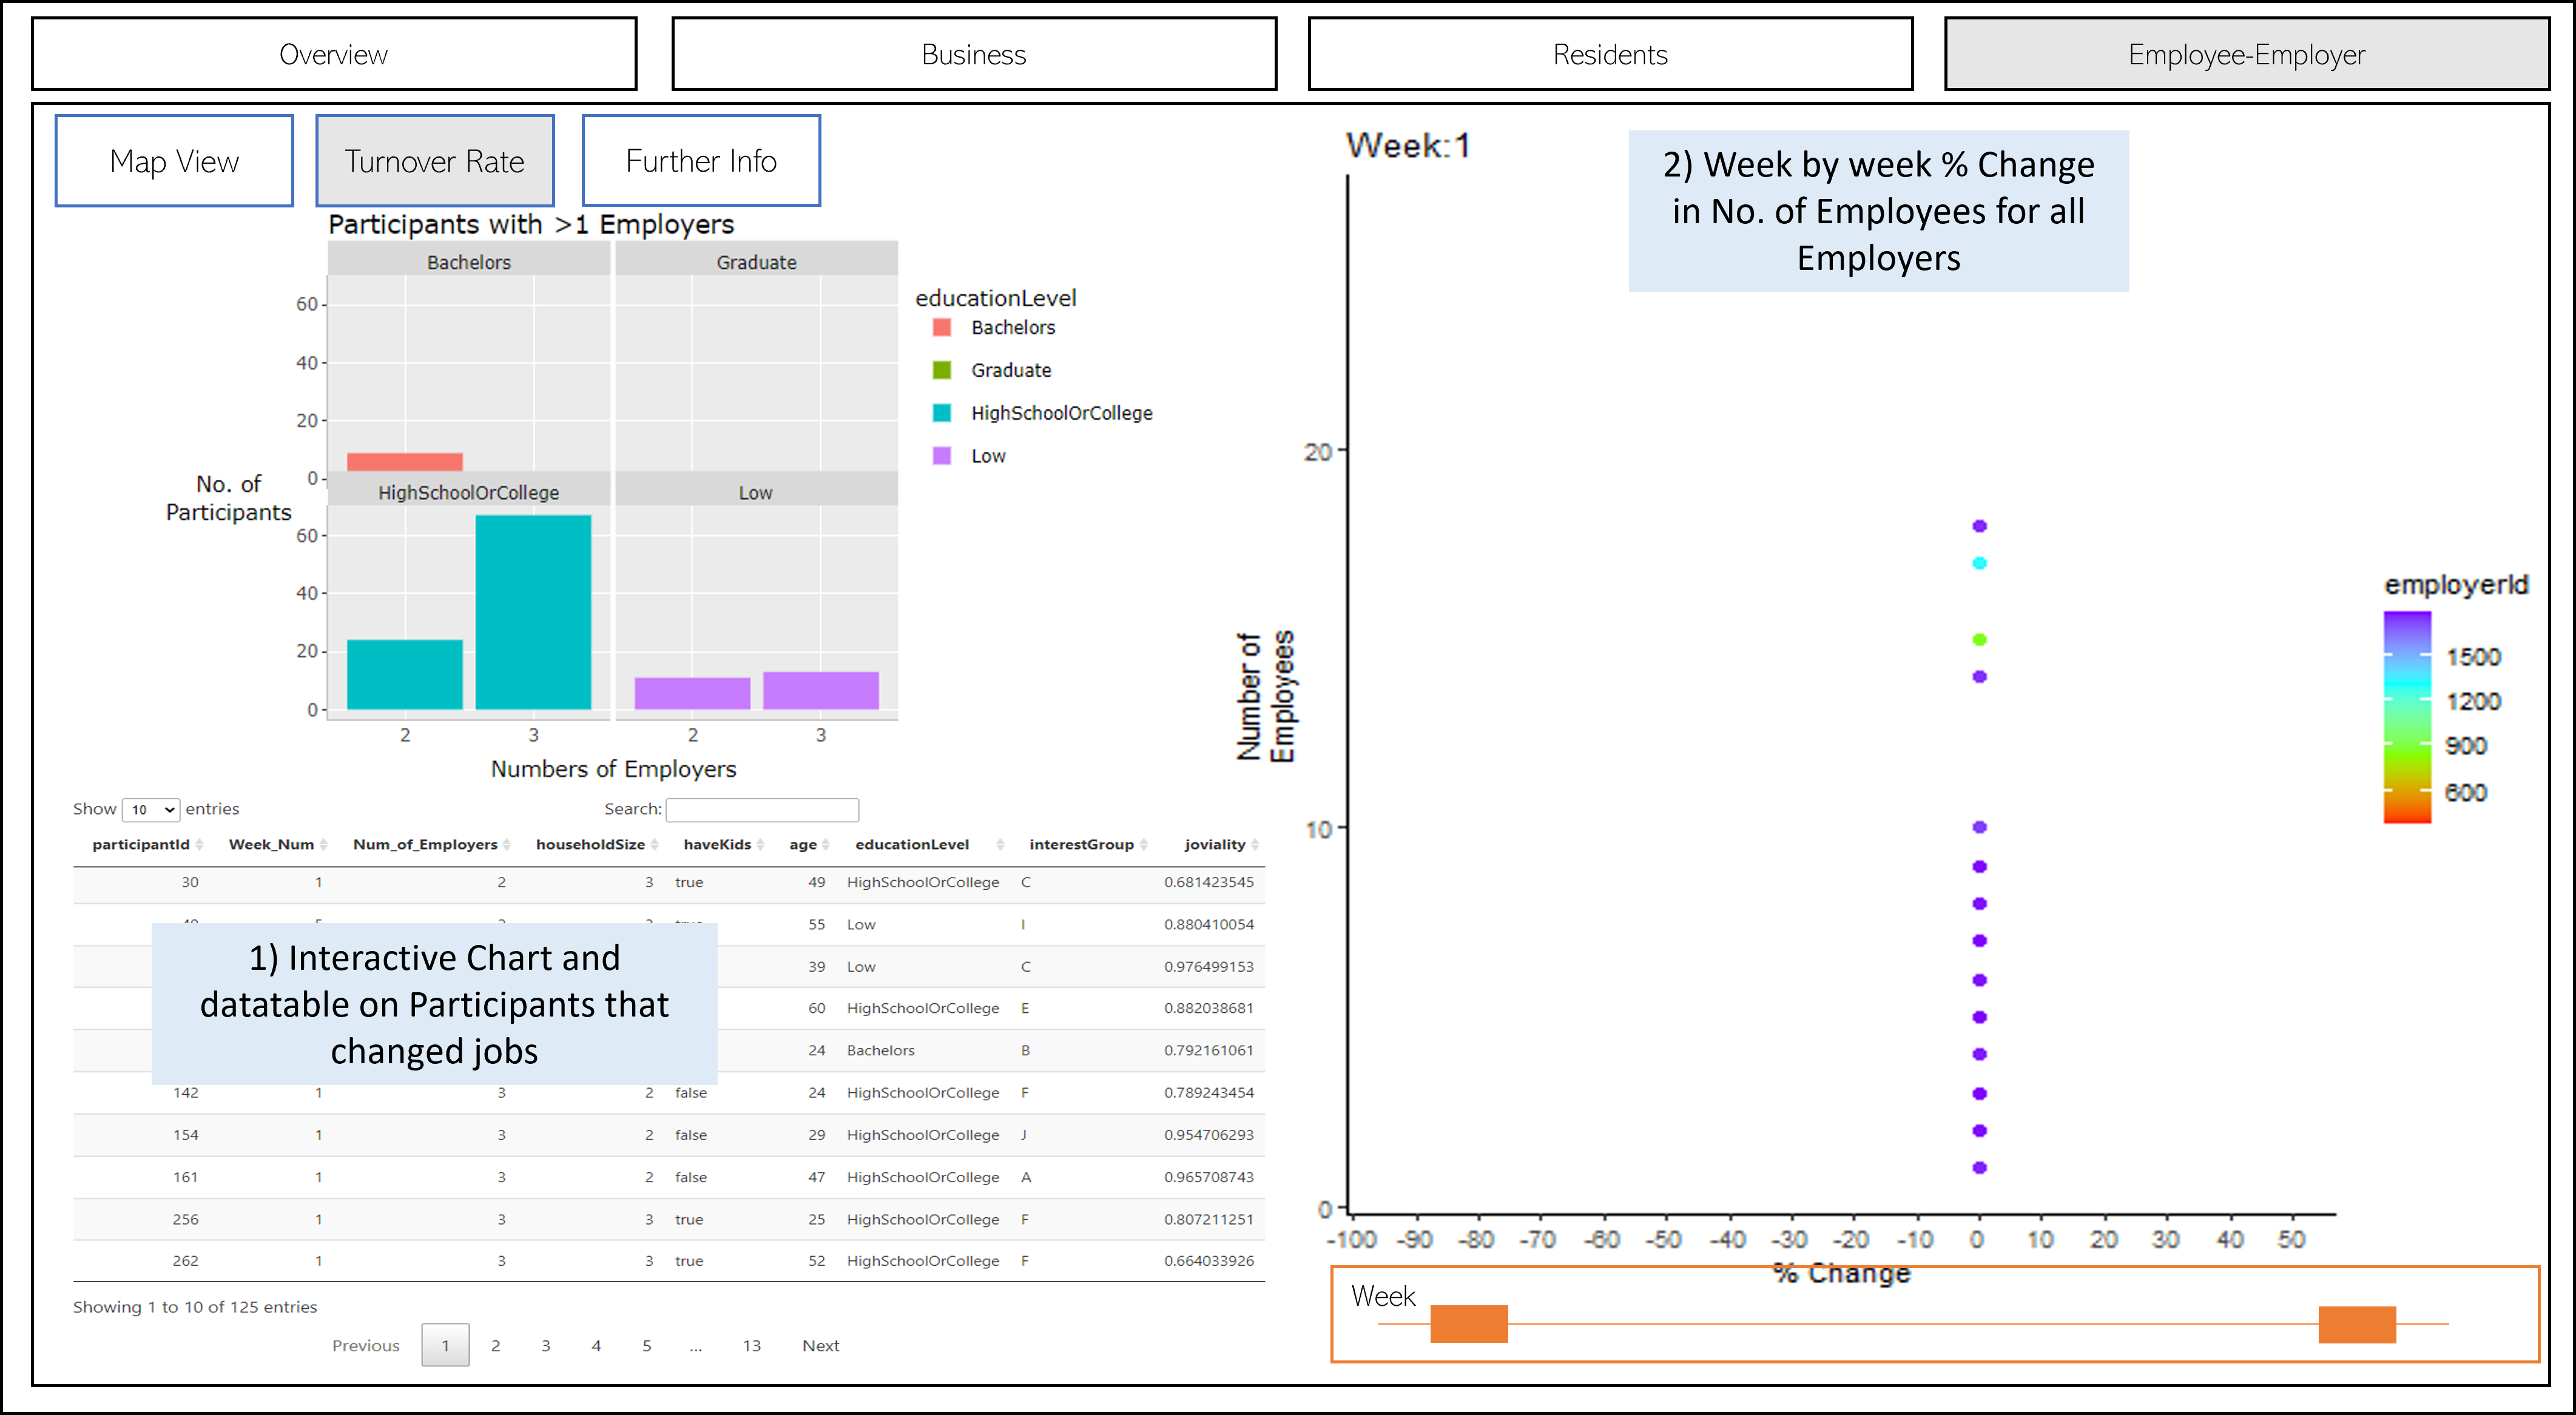 Overview
Business
Residents
Employee-Employer
Map View
Turnover Rate
Further Info
Participants with >1 Employers
Bachelors
Graduate
60
40
20
0
HighSchoolOrCollege
Low
60
40
20
0
2
3
2
3
No. of
Participants
Numbers of Employers
educationLevel
Bachelors
Graduate
HighSchoolOrCollege
Low
Show 10 entries
Search:
participantId Week_Num Num_of_Employers householdSize haveKids age educationLevel interestGroup joviality
30 1 2 3 true 49 HighSchoolOrCollege C 0.681423545
55 Low I 0.880410054
39 Low C 0.976499153
60 HighSchoolOrCollege E 0.882038681
24 Bachelors B 0.792161061
142 1 3 2 false 24 HighSchoolOrCollege F 0.789243454
154 1 3 2 false 29 HighSchoolOrCollege J 0.954706293
161 1 3 2 false 47 HighSchoolOrCollege A 0.965708743
256 1 3 3 true 25 HighSchoolOrCollege F 0.807211251
262 1 3 3 true 52 HighSchoolOrCollege F 0.664033926
1) Interactive Chart and
datatable on Participants that
changed jobs
Showing 1 to 10 of 125 entries
Previous 1 2 3 4 5 ... 13 Next
Week:1
2) Week by week % Change
in No. of Employees for all
Employers
Number of
Employees
20
10
0
-100 -90 -80 -70 -60 -50 -40 -30 -20 -10 0 10 20 30 40 50
% Change
employerId
1500
1200
900
600
Week